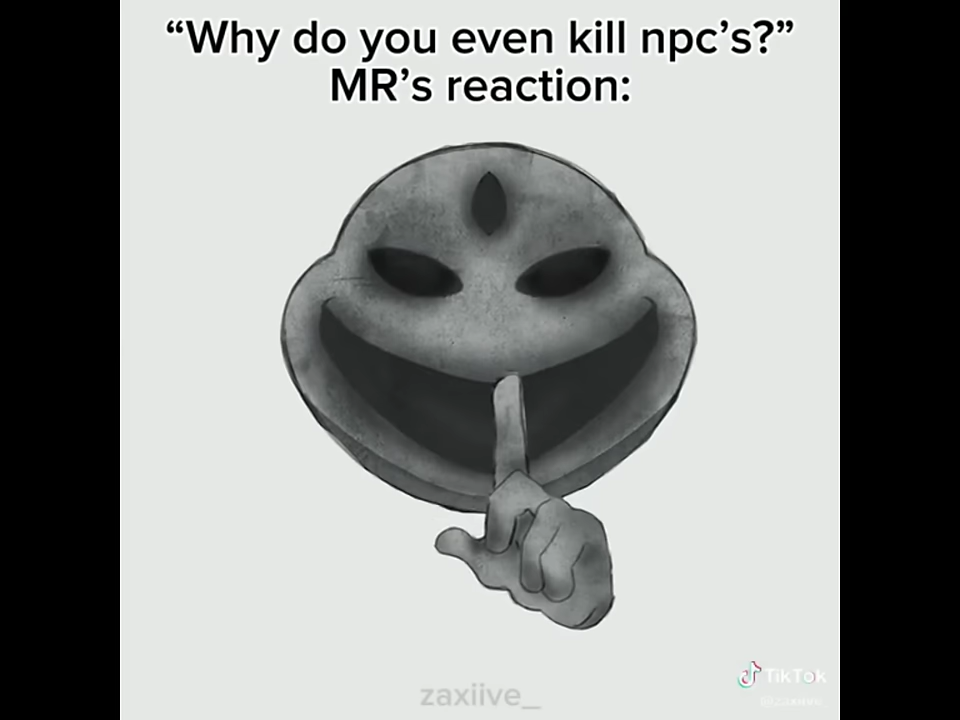 “Why do you even kill npc’s?”
MR’s reaction:
TikTok
zaxiive_